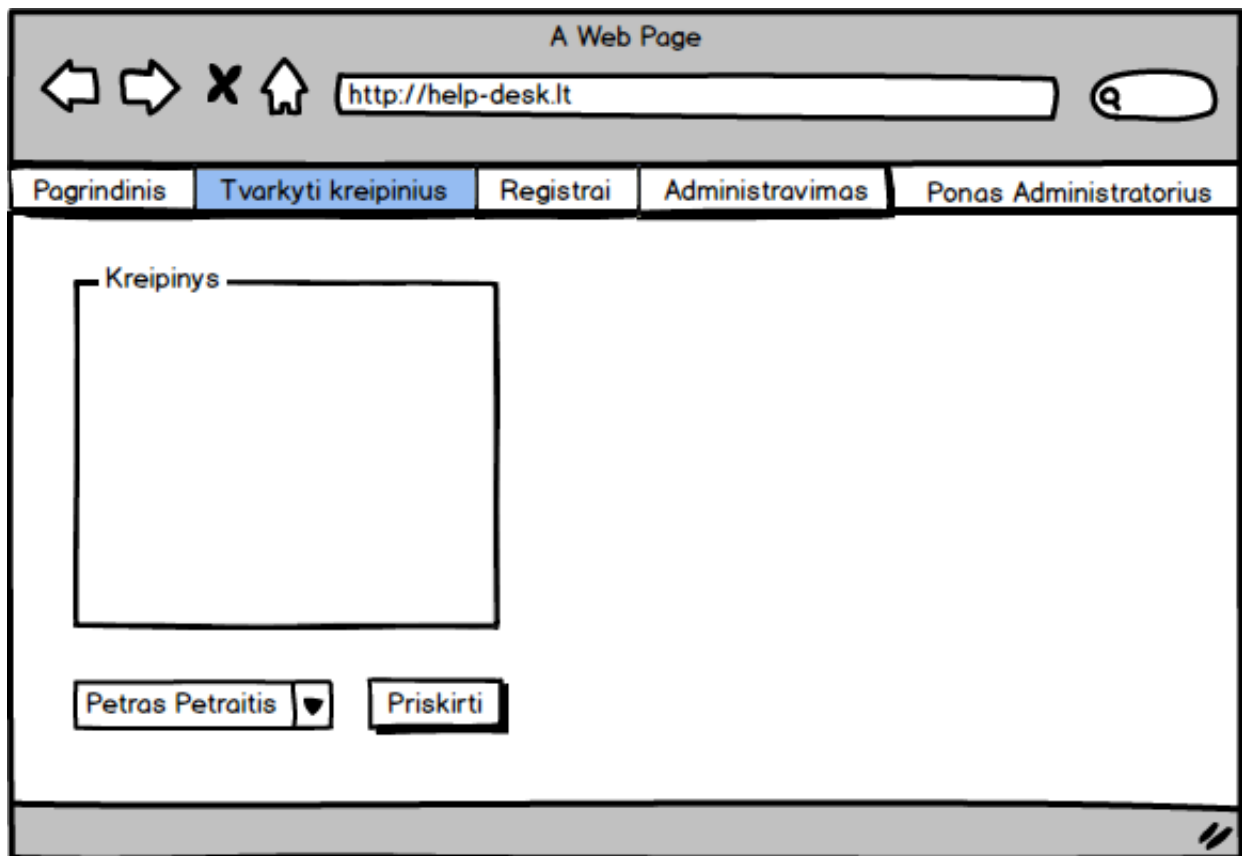 A Web Page
http://help-desk.lt
Pagrindinis Tvarkyti kreipinius Registrai Administravimas Ponas Administratorius
Kreipinys
Petras Petraitis Priskirti